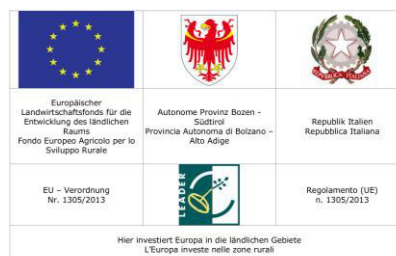 REPVBBLICA ITALIANA
Europäischer
Landwirtschaftsfonds für die
Entwicklung des ländlichen
Raums
Fondo Europeo Agricolo per lo
Sviluppo Rurale
Autonome Provinz Bozen -
Südtirol
Provincia Autonoma di Bolzano –
Alto Adige
Republik Italien
Repubblica Italiana
EU – Verordnung
Nr. 1305/2013
LEADER
Regolamento (UE)
n. 1305/2013
Hier investiert Europa in die ländlichen Gebiete
L'Europa investe nelle zone rurali